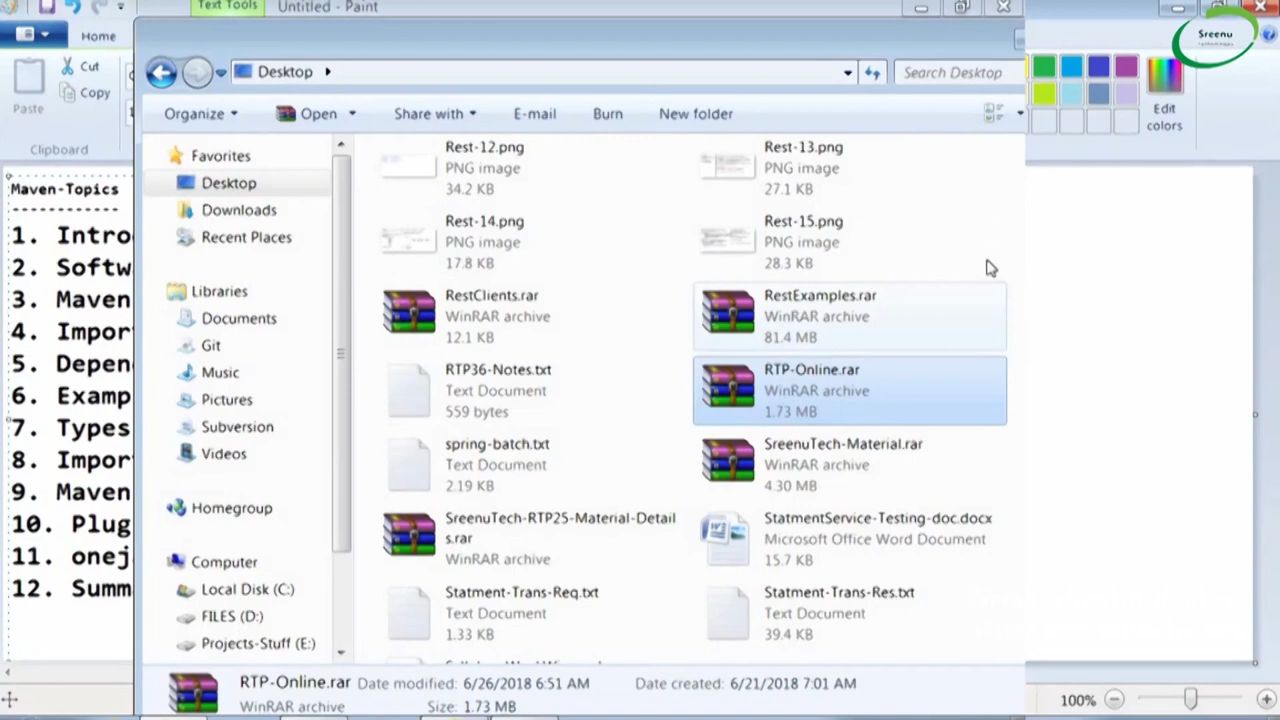 Text Tools
Untitled - Paint
Sreenu
Home
Cut
Copy
Paste
Clipboard
Edit
colors
Desktop
Search Desktop
Organize
Open
Share with
E-mail
Burn
New folder
Favorites
Desktop
Downloads
Recent Places
Libraries
Documents
Git
Music
Pictures
Subversion
Videos
Homegroup
Computer
Local Disk (C:)
FILES (D:)
Projects-Stuff (E:)
Rest-12.png
PNG image
34.2 KB
Rest-13.png
PNG image
27.1 KB
Rest-14.png
PNG image
17.8 KB
Rest-15.png
PNG image
28.3 KB
RestClients.rar
WinRAR archive
12.1 KB
RestExamples.rar
WinRAR archive
81.4 MB
RTP36-Notes.txt
Text Document
559 bytes
RTP-Online.rar
WinRAR archive
1.73 MB
spring-batch.txt
Text Document
2.19 KB
SreenuTech-Material.rar
WinRAR archive
4.30 MB
SreenuTech-RTP25-Material-Detail
s.rar
WinRAR archive
StatmentService-Testing-doc.docx
Microsoft Office Word Document
15.7 KB
Statment-Trans-Req.txt
Text Document
1.33 KB
Statment-Trans-Res.txt
Text Document
39.4 KB
RTP-Online.rar
WinRAR archive
Date modified: 6/26/2018 6:51 AM
Size: 1.73 MB
Date created: 6/21/2018 7:01 AM
Maven-Topics
------------
1. Intro
2. Softw
3. Maven
4. Impor
5. Depen
6. Examp
7. Types
8. Impor
9. Maven
10. Plug
11. onej
12. Summ
100%